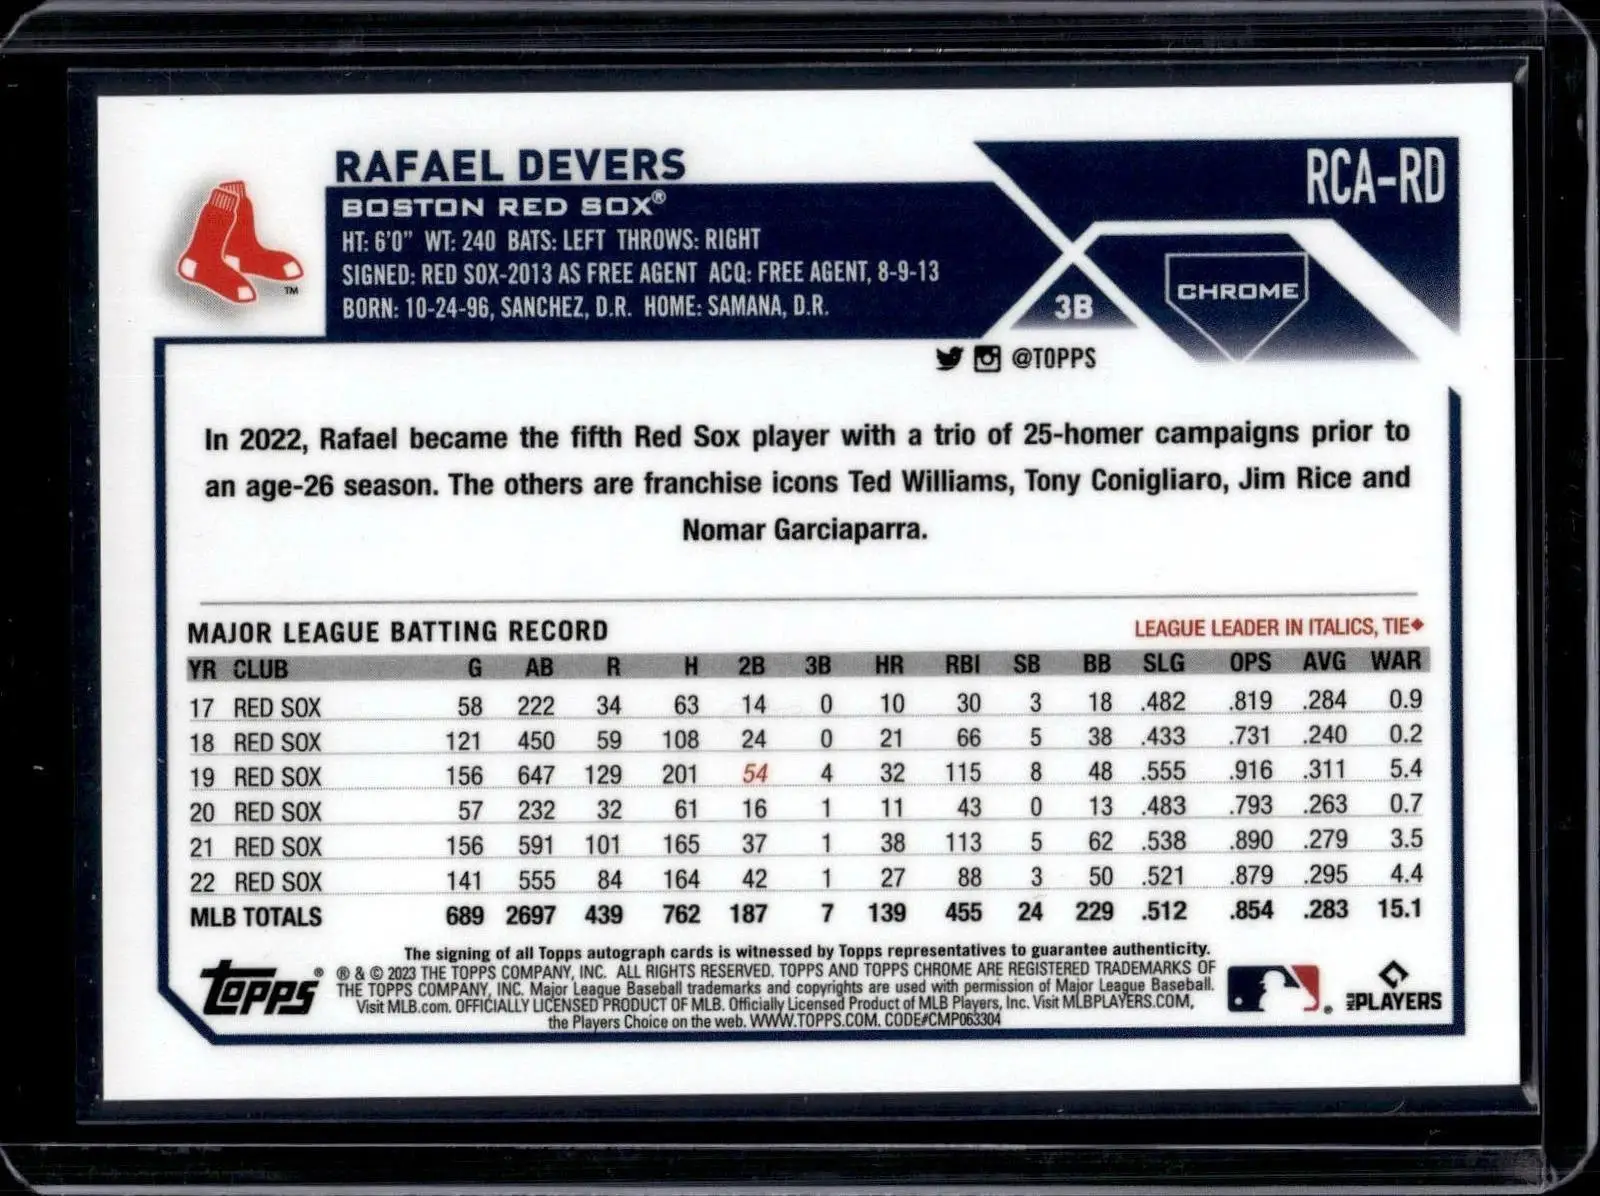 RAFAEL DEVERS
RCA-RD
BOSTON RED SOX®
HT: 6'0" WT: 240 BATS: LEFT THROWS: RIGHT
SIGNED: RED SOX-2013 AS FREE AGENT ACQ: FREE AGENT, 8-9-13
BORN: 10-24-96, SANCHEZ, D.R. HOME: SAMANA, D.R.
TM
3B
CHROME
@TOPPS
In 2022, Rafael became the fifth Red Sox player with a trio of 25-homer campaigns prior to
an age-26 season. The others are franchise icons Ted Williams, Tony Conigliaro, Jim Rice and
Nomar Garciaparra.
MAJOR LEAGUE BATTING RECORD
LEAGUE LEADER IN ITALICS, TIE♦
YR CLUB G AB R H 2B 3B HR RBI SB BB SLG OPS AVG WAR
17 RED SOX 58 222 34 63 14 0 10 30 3 18 .482 .819 .284 0.9
18 RED SOX 121 450 59 108 24 0 21 66 5 38 .433 .731 .240 0.2
19 RED SOX 156 647 129 201 54 4 32 115 8 48 .555 .916 .311 5.4
20 RED SOX 57 232 32 61 16 1 11 43 0 13 .483 .793 .263 0.7
21 RED SOX 156 591 101 165 37 1 38 113 5 62 .538 .890 .279 3.5
22 RED SOX 141 555 84 164 42 1 27 88 3 50 .521 .879 .295 4.4
MLB TOTALS 689 2697 439 762 187 7 139 455 24 229 .512 .854 .283 15.1
The signing of all Topps autograph cards is witnessed by Topps representatives to guarantee authenticity.
® & © 2023 THE TOPPS COMPANY, INC. ALL RIGHTS RESERVED. TOPPS AND TOPPS CHROME ARE REGISTERED TRADEMARKS OF
THE TOPPS COMPANY, INC. Major League Baseball trademarks and copyrights are used with permission of Major League Baseball.
Visit MLB.com. OFFICIALLY LICENSED PRODUCT OF MLB. Officially Licensed Product of MLB Players, Inc. Visit MLBPLAYERS.COM,
the Players Choice on the web. WWW.TOPPS.COM. CODE#CMP063304
Topps®
®
MLB PLAYERS